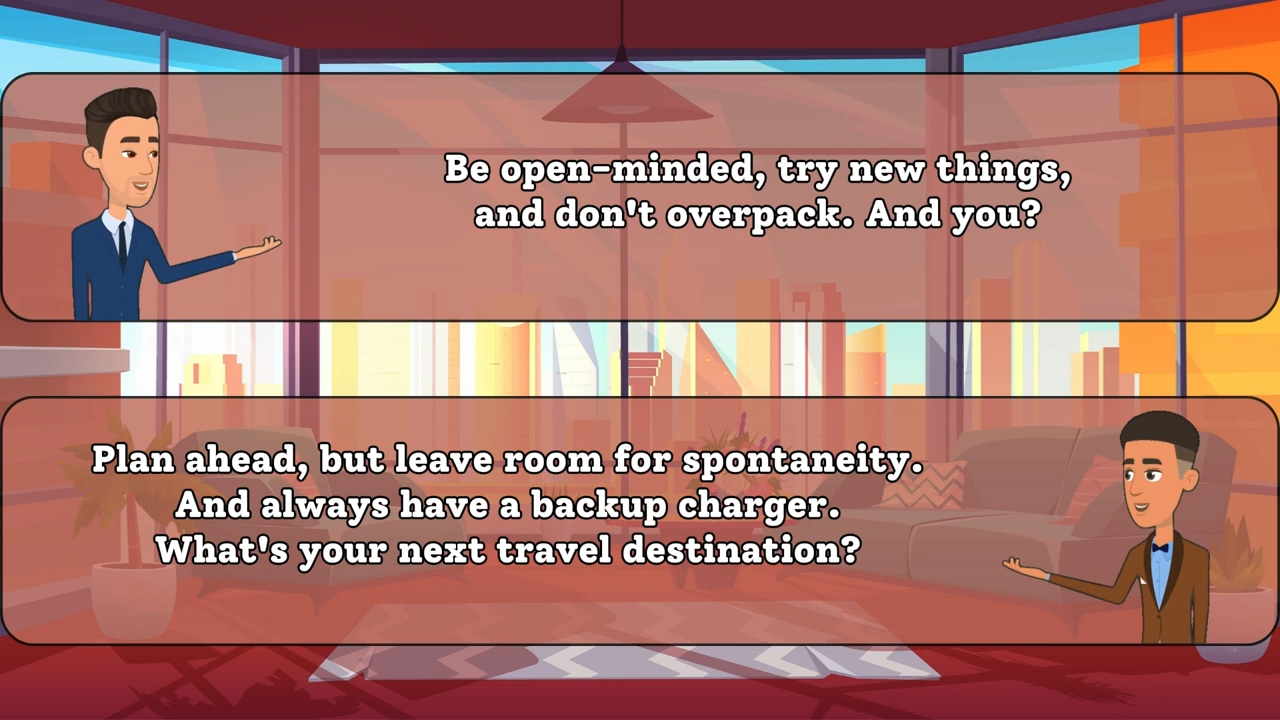 Be open-minded, try new things,
and don't overpack. And you?
Plan ahead, but leave room for spontaneity.
And always have a backup charger.
What's your next travel destination?